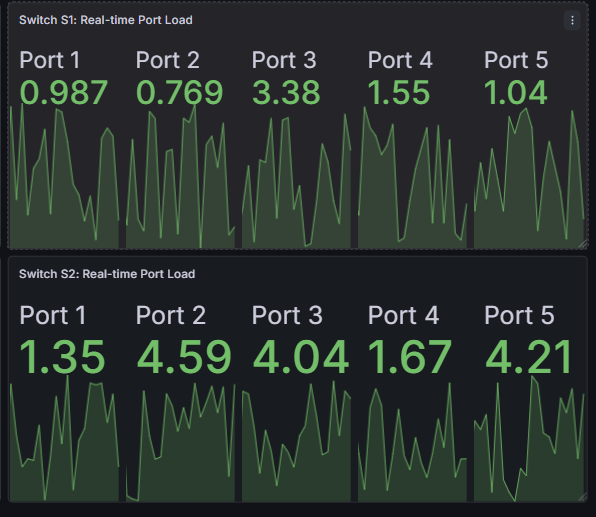 Switch S1: Real-time Port Load
Port 1 Port 2 Port 3 Port 4 Port 5
0.987 0.769 3.38 1.55 1.04
Switch S2: Real-time Port Load
Port 1 Port 2 Port 3 Port 4 Port 5
1.35 4.59 4.04 1.67 4.21